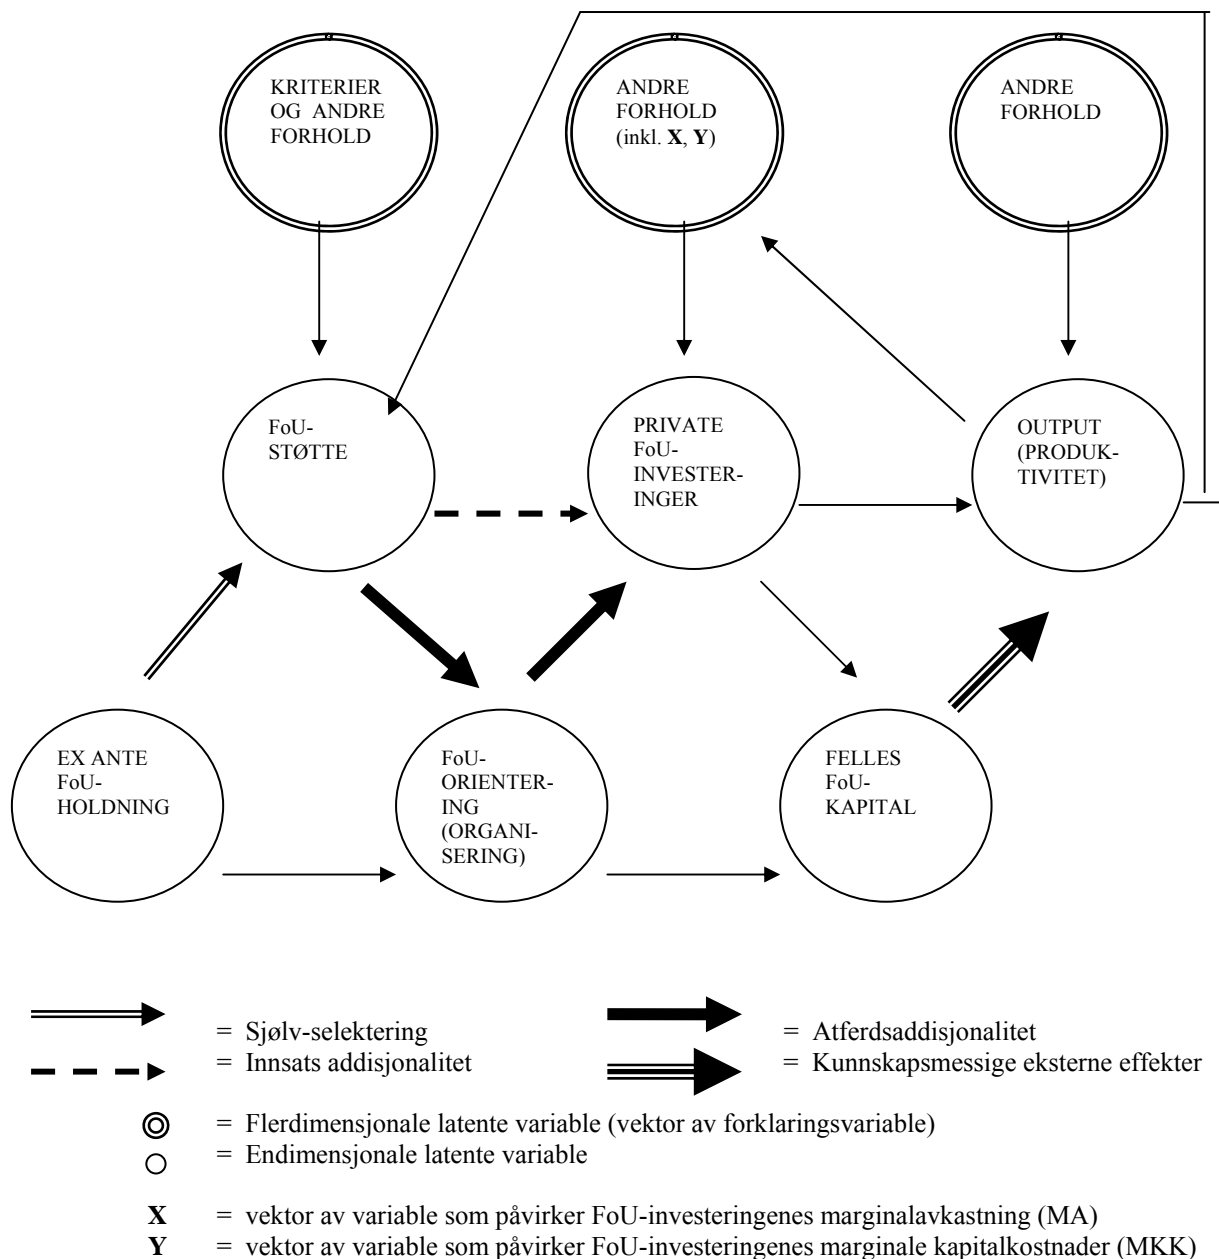 KRITERIER
OG ANDRE
FORHOLD
ANDRE
FORHOLD
(inkl. X, Y)
ANDRE
FORHOLD
FoU-
STØTTE
PRIVATE
FoU-
INVESTER-
INGER
OUTPUT
(PRODUK-
TIVITET)
EX ANTE
FoU-
HOLDNING
FoU-
ORIENTER-
ING
(ORGANI-
SERING)
FELLES
FoU-
KAPITAL
= Sjølv-selektering
= Atferdsaddisjonalitet
= Innsats addisjonalitet
= Kunnskapsmessige eksterne effekter
= Flerdimensjonale latente variable (vektor av forklaringsvariable)
= Endimensjonale latente variable
X = vektor av variable som påvirker FoU-investeringenes marginalavkastning (MA)
Y = vektor av variable som påvirker FoU-investeringenes marginale kapitalkostnader (MKK)